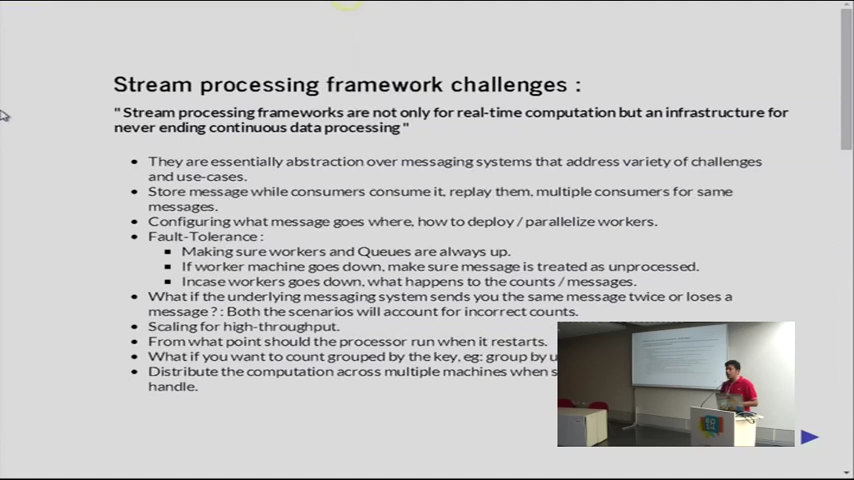 Stream processing framework challenges :
" Stream processing frameworks are not only for real-time computation but an infrastructure for
never ending continuous data processing "
They are essentially abstraction over messaging systems that address variety of challenges
and use-cases.
Store message while consumers consume it, replay them, multiple consumers for same
messages.
Configuring what message goes where, how to deploy / parallelize workers.
Fault-Tolerance :
Making sure workers and Queues are always up.
If worker machine goes down, make sure message is treated as unprocessed.
Incase workers goes down, what happens to the counts / messages.
What if the underlying messaging system sends you the same message twice or loses a
message ? : Both the scenarios will account for incorrect counts.
Scaling for high-throughput.
From what point should the processor run when it restarts.
What if you want to count grouped by the key, eg: group by
Distribute the computation across multiple machines when
handle.